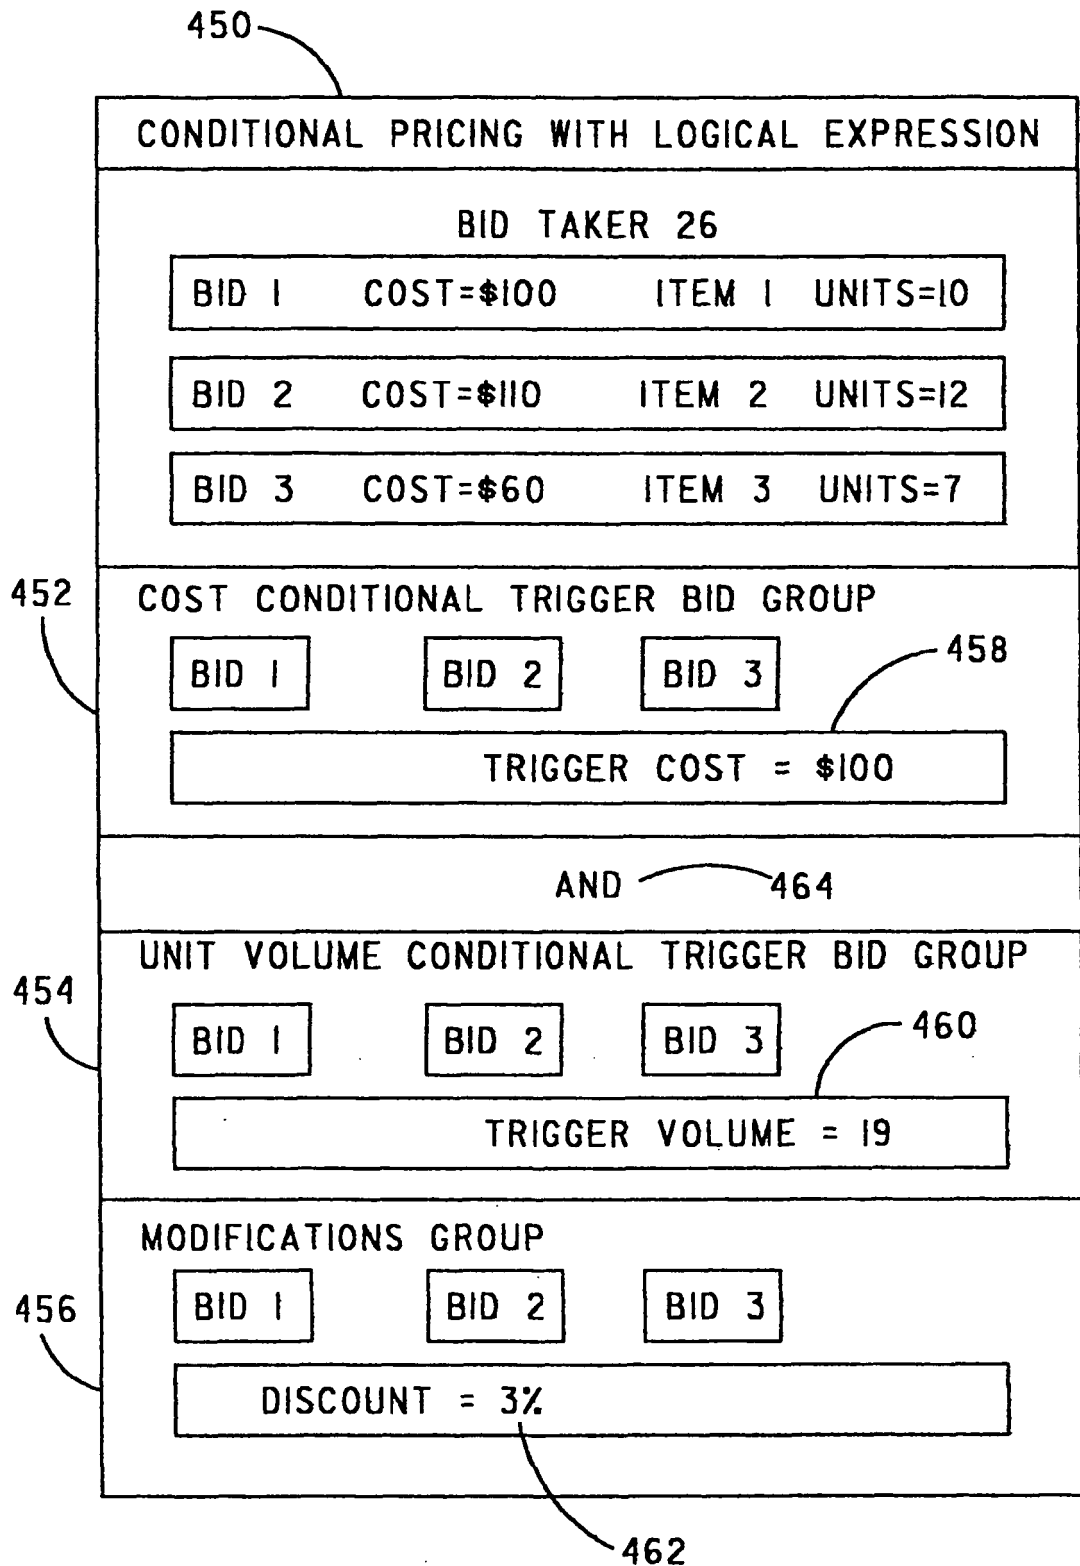 450
CONDITIONAL PRICING WITH LOGICAL EXPRESSION
BID TAKER 26
BID 1 COST=$100 ITEM 1 UNITS=10
BID 2 COST=$110 ITEM 2 UNITS=12
BID 3 COST=$60 ITEM 3 UNITS=7
452
COST CONDITIONAL TRIGGER BID GROUP
BID 1 BID 2 BID 3
458
TRIGGER COST = $100
AND 464
UNIT VOLUME CONDITIONAL TRIGGER BID GROUP
454
BID 1 BID 2 BID 3
460
TRIGGER VOLUME = 19
MODIFICATIONS GROUP
456
BID 1 BID 2 BID 3
DISCOUNT = 3%
462